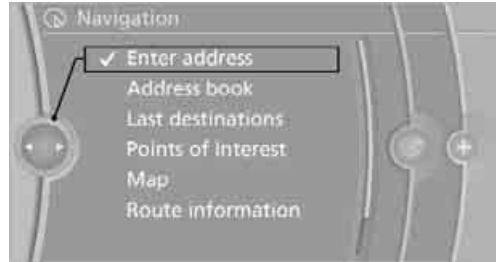 Navigation
Enter address
Address book
Last destinations
Points of Interest
Map
Route information